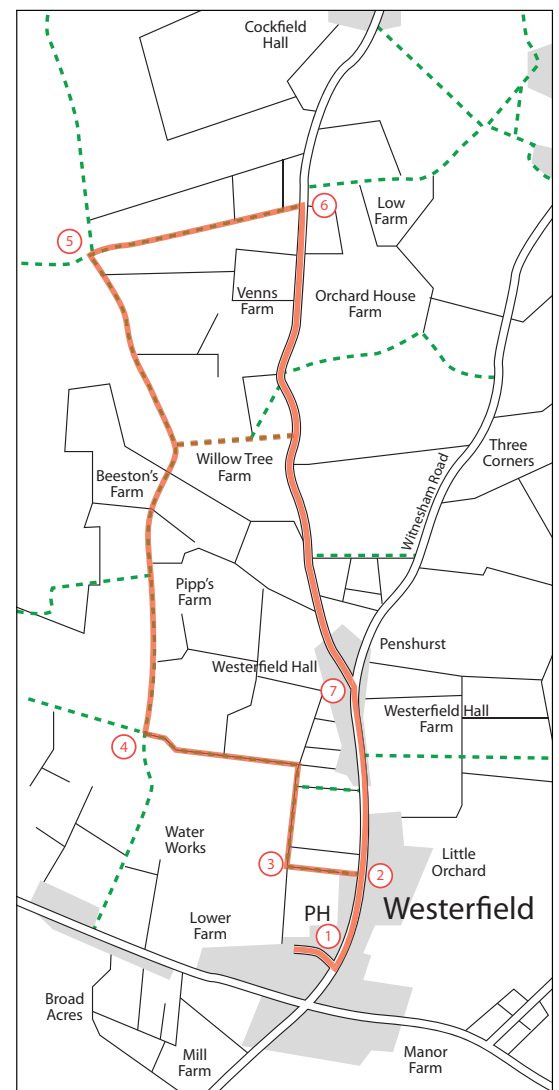 Cockfield
Hall
6
Low
Farm
5
Venns
Farm
Orchard House
Farm
Three
Corners
Willow Tree
Farm
Beeston's
Farm
Witnesham Road
Pipp's
Farm
Penshurst
Westerfield Hall
7
Westerfield Hall
Farm
4
Water
Works
3
2
Little
Orchard
PH
Westerfield
1
Lower
Farm
Broad
Acres
Mill
Farm
Manor
Farm